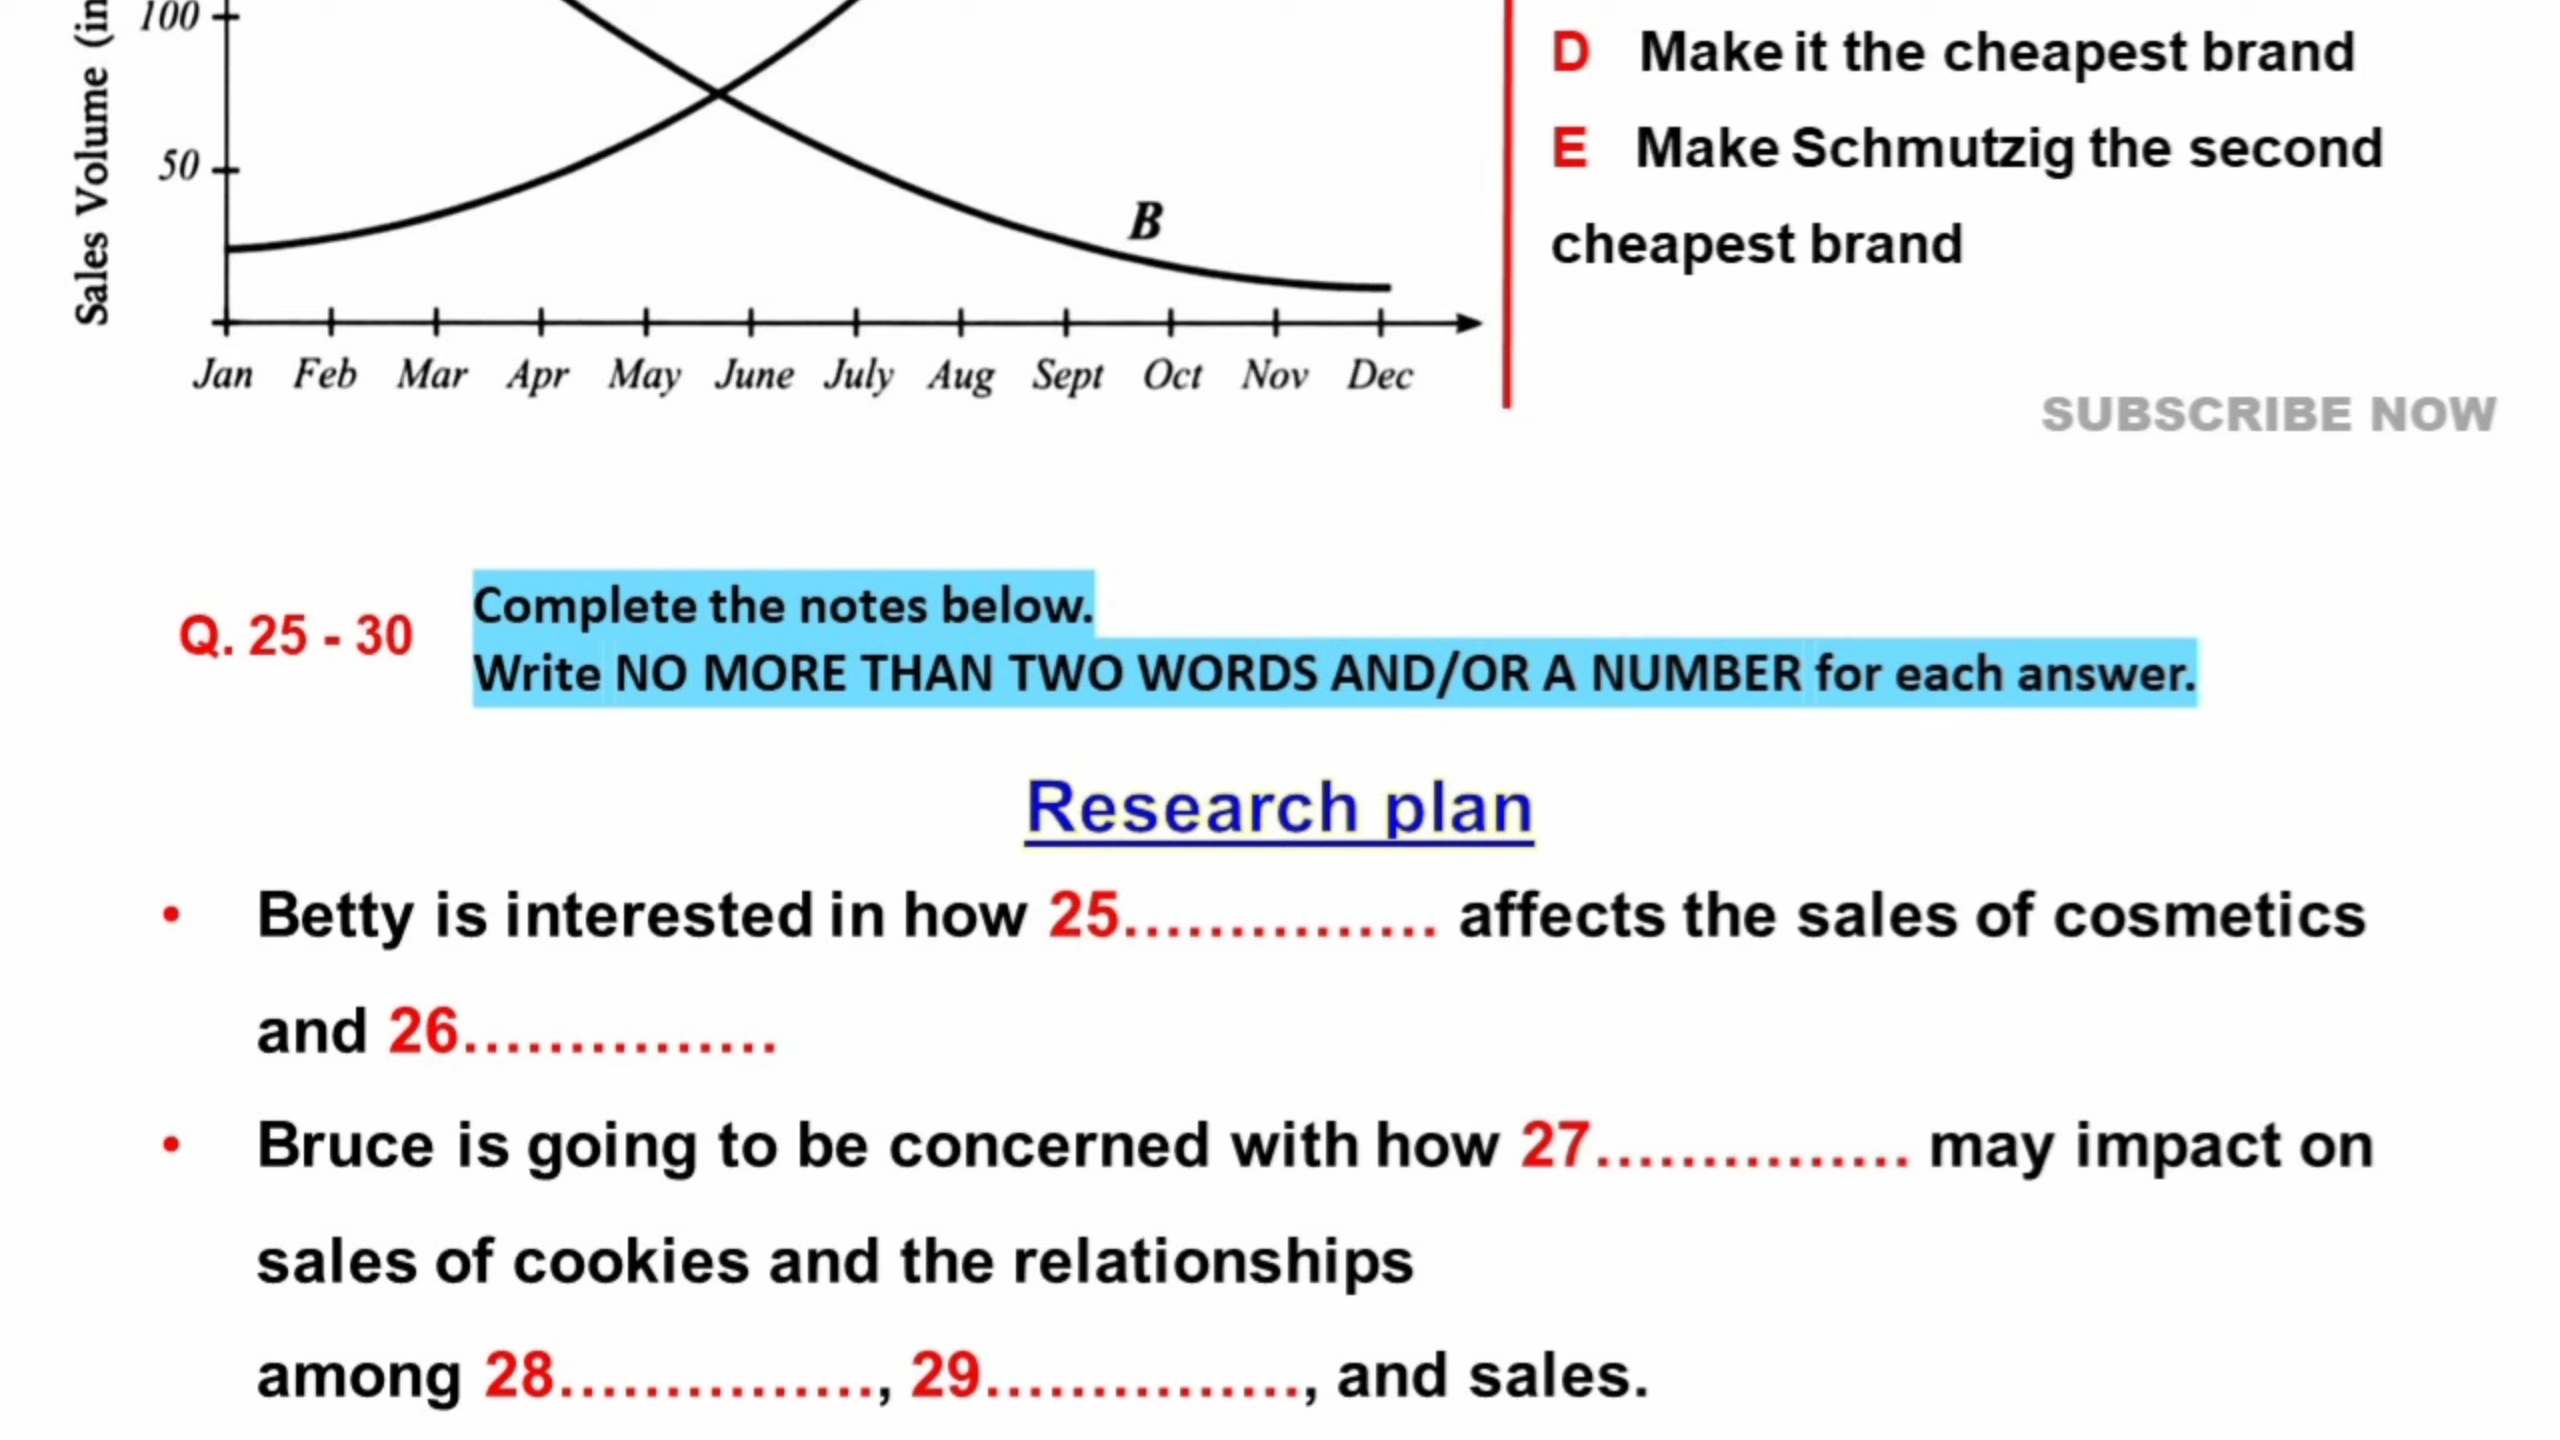 Sales Volume (in
100
50
B
Jan Feb Mar Apr May June July Aug Sept Oct Nov Dec
D Make it the cheapest brand
E Make Schmutzig the second
cheapest brand
SUBSCRIBE NOW
Q. 25 - 30
Complete the notes below.
Write NO MORE THAN TWO WORDS AND/OR A NUMBER for each answer.
Research plan
• Betty is interested in how 25............... affects the sales of cosmetics
and 26...............
• Bruce is going to be concerned with how 27............... may impact on
sales of cookies and the relationships
among 28..............., 29..............., and sales.